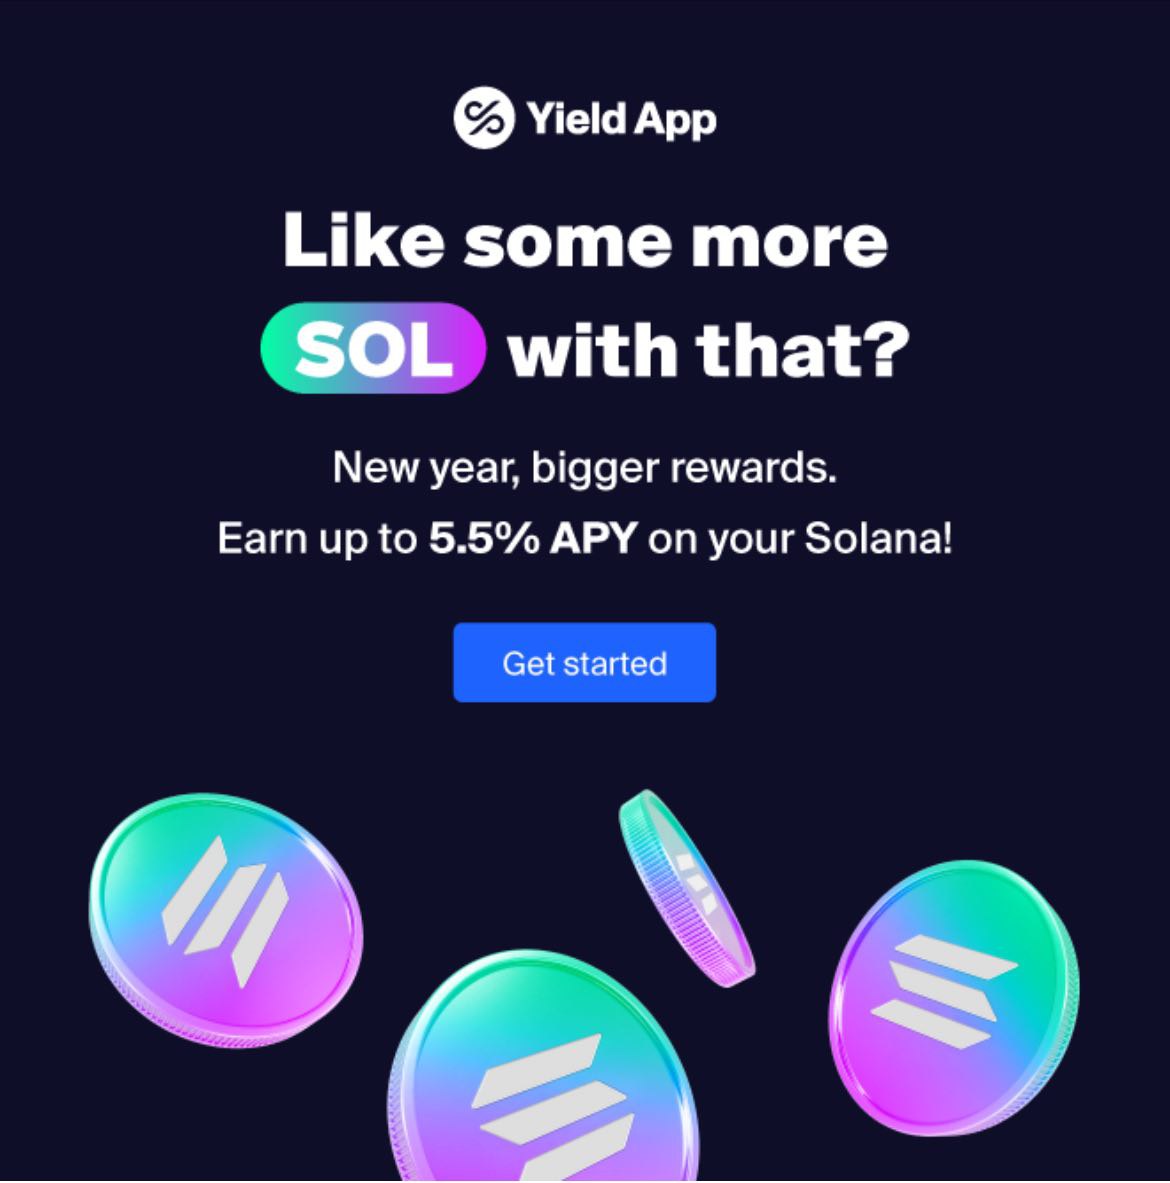 Yield App
Like some more
SOL with that?
New year, bigger rewards.
Earn up to 5.5% APY on your Solana!
Get started